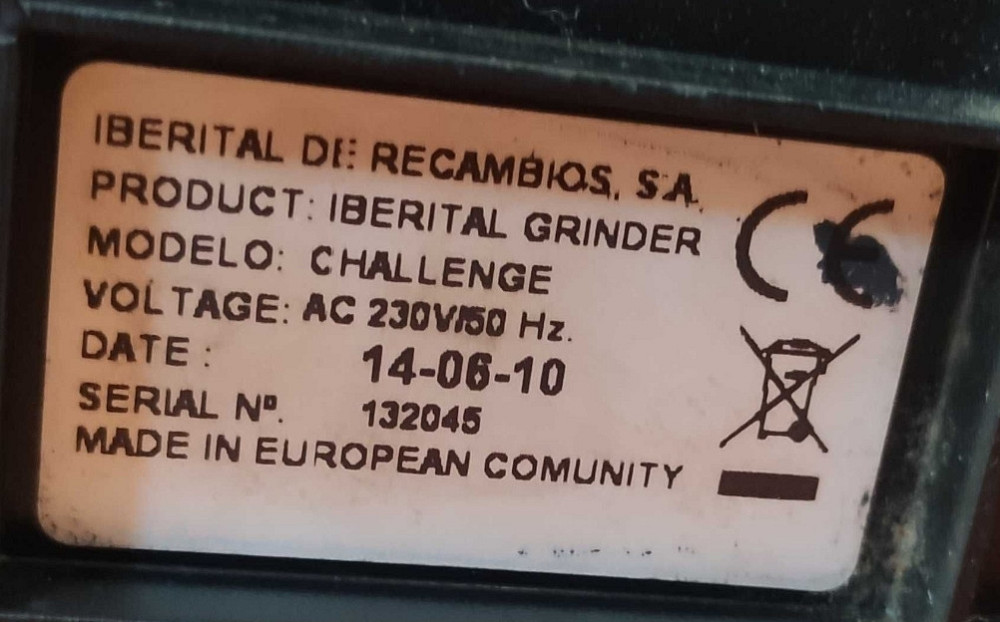 IBERITAL DE RECAMBIOS, S.A.
PRODUCT: IBERITAL GRINDER
MODELO: CHALLENGE
VOLTAGE: AC 230V/50 Hz.
DATE : 14-06-10
SERIAL Nº. 132045
MADE IN EUROPEAN COMUNITY
CE